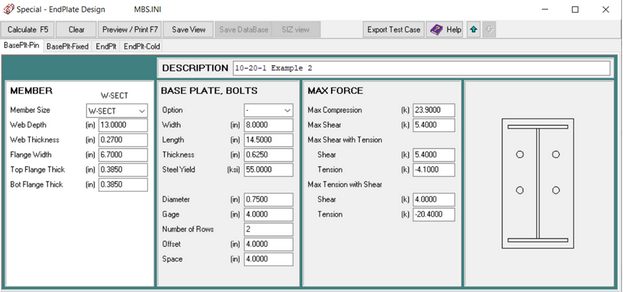 Special - EndPlate Design MBS.INI
Calculate F5 Clear Preview / Print F7 Save View Save DataBase SIZ view Export Test Case Help
BasePlt-Pin BasePlt-Fixed EndPlt EndPlt-Cold
DESCRIPTION 10-20-1 Example 2
MEMBER
W-SECT
Member Size W-SECT
Web Depth (in) 13.0000
Web Thickness (in) 0.2700
Flange Width (in) 6.7000
Top Flange Thick (in) 0.3850
Bot Flange Thick (in) 0.3850
BASE PLATE, BOLTS
Option -
Width (in) 8.0000
Length (in) 14.5000
Thickness (in) 0.6250
Steel Yield (ksi) 55.0000
Diameter (in) 0.7500
Gage (in) 4.0000
Number of Rows 2
Offset (in) 4.0000
Space (in) 4.0000
MAX FORCE
Max Compression (k) 23.9000
Max Shear (k) 5.4000
Max Shear with Tension
Shear (k) 5.4000
Tension (k) -4.1000
Max Tension with Shear
Shear (k) 4.0000
Tension (k) -20.4000